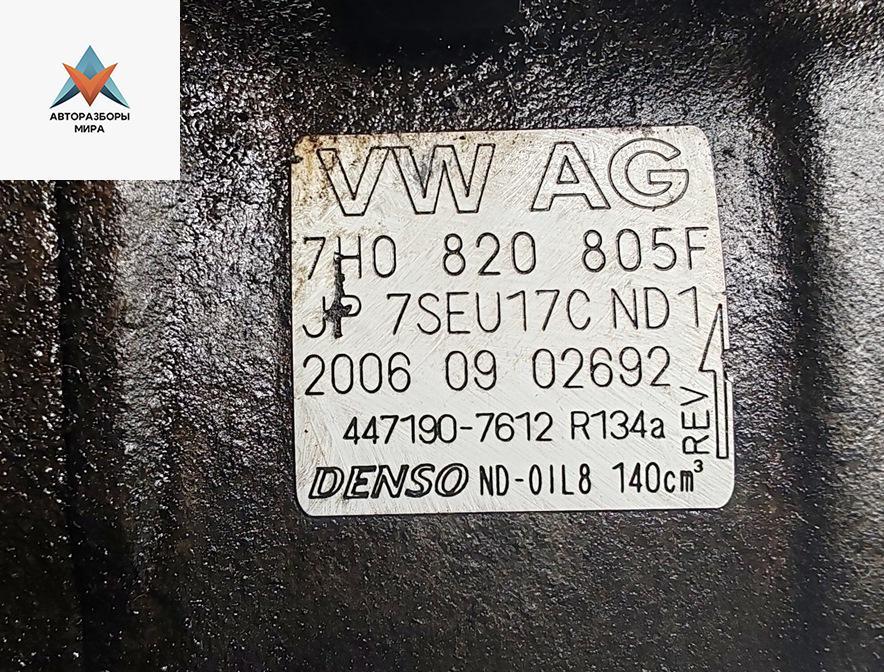 АВТОРАЗБОРЫ
МИРА
VW AG
7H0 820 805F
JP 7SEU17C ND1
2006 09 02692
447190-7612 R134a
REV
DENSO ND-OIL8 140cm³